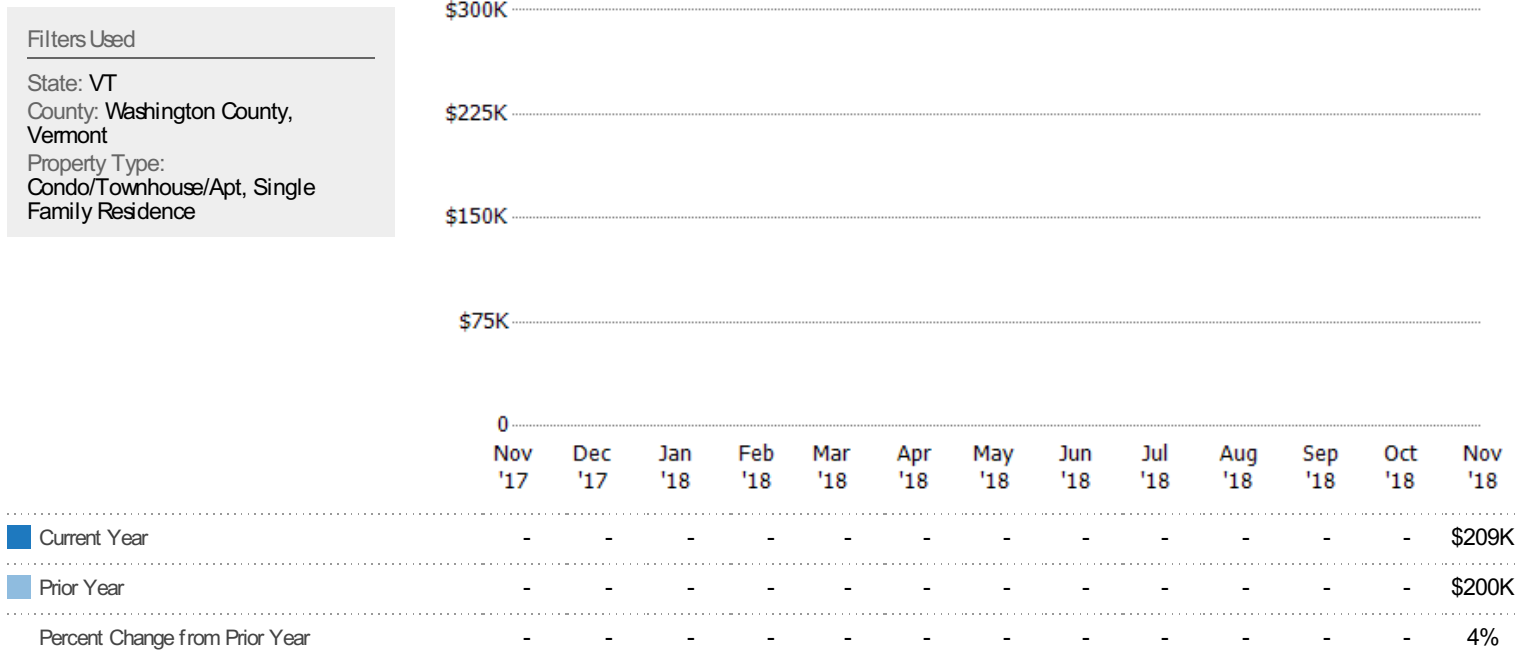 Filters Used
State: VT
County: Washington County,
Vermont
Property Type:
Condo/Townhouse/Apt, Single
Family Residence
$300K
$225K
$150K
$75K
0
Nov Dec Jan Feb Mar Apr May Jun Jul Aug Sep Oct Nov
'17 '17 '18 '18 '18 '18 '18 '18 '18 '18 '18 '18 '18
Current Year - - - - - - - - - - - - $209K
Prior Year - - - - - - - - - - - - $200K
Percent Change from Prior Year - - - - - - - - - - - - 4%